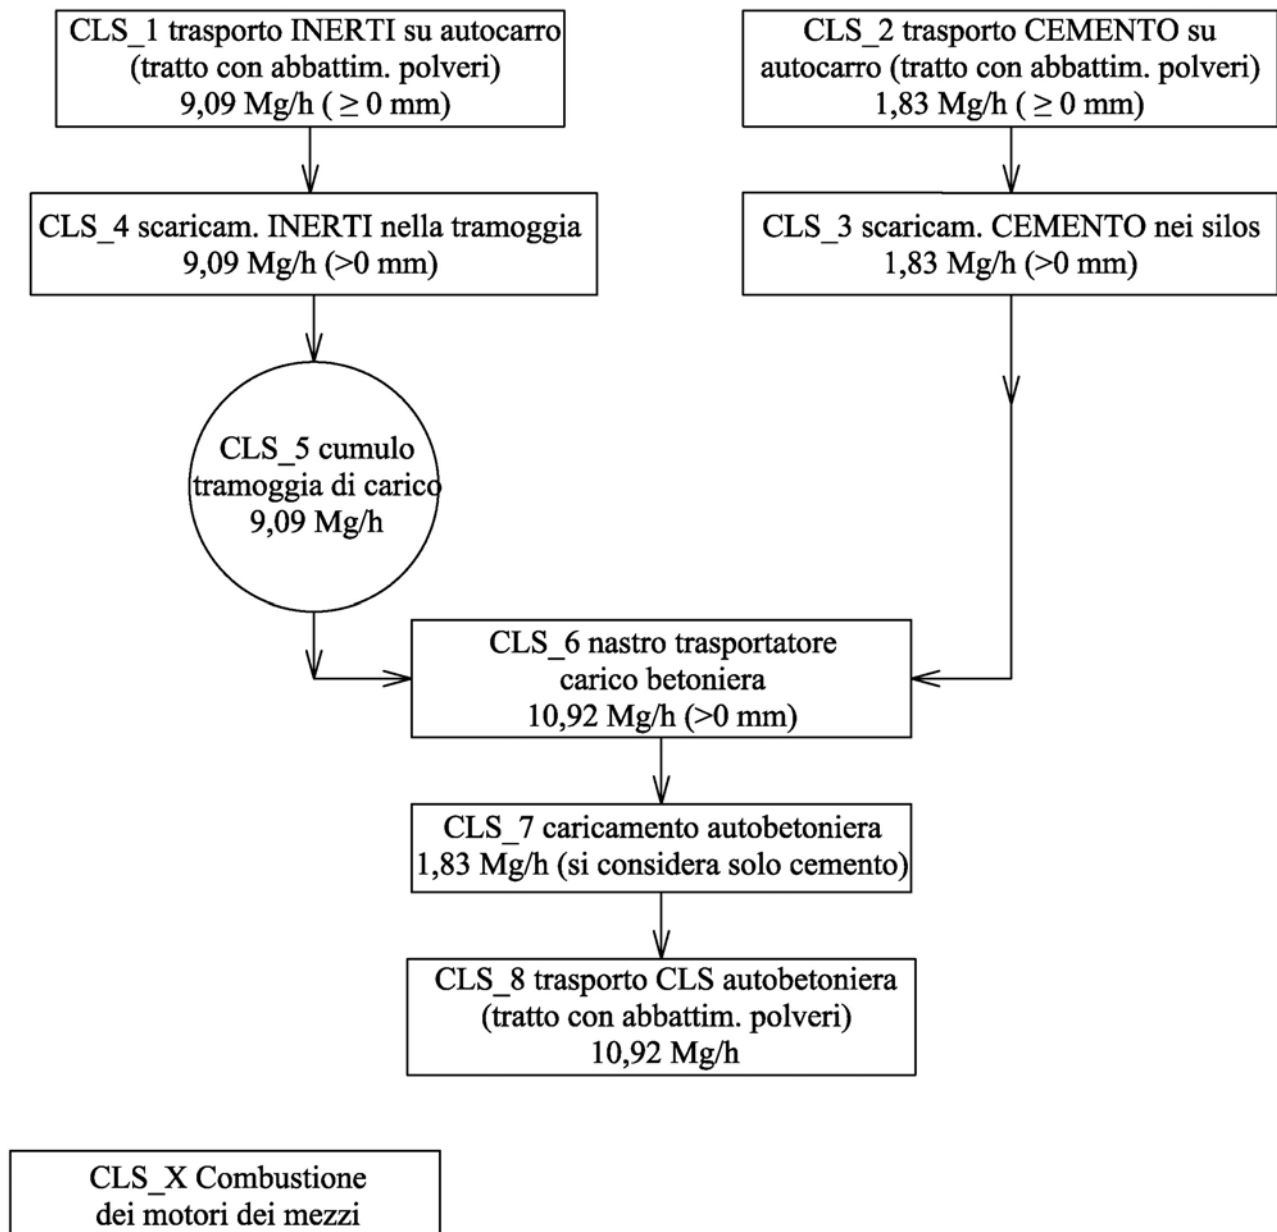 CLS_1 trasporto INERTI su autocarro
(tratto con abbattim. polveri)
9,09 Mg/h ( ≥ 0 mm)
CLS_2 trasporto CEMENTO su
autocarro (tratto con abbattim. polveri)
1,83 Mg/h ( ≥ 0 mm)
CLS_4 scaricam. INERTI nella tramoggia
9,09 Mg/h (>0 mm)
CLS_3 scaricam. CEMENTO nei silos
1,83 Mg/h (>0 mm)
CLS_5 cumulo
tramoggia di carico
9,09 Mg/h
CLS_6 nastro trasportatore
carico betoniera
10,92 Mg/h (>0 mm)
CLS_7 caricamento autobetoniera
1,83 Mg/h (si considera solo cemento)
CLS_8 trasporto CLS autobetoniera
(tratto con abbattim. polveri)
10,92 Mg/h
CLS_X Combustione
dei motori dei mezzi